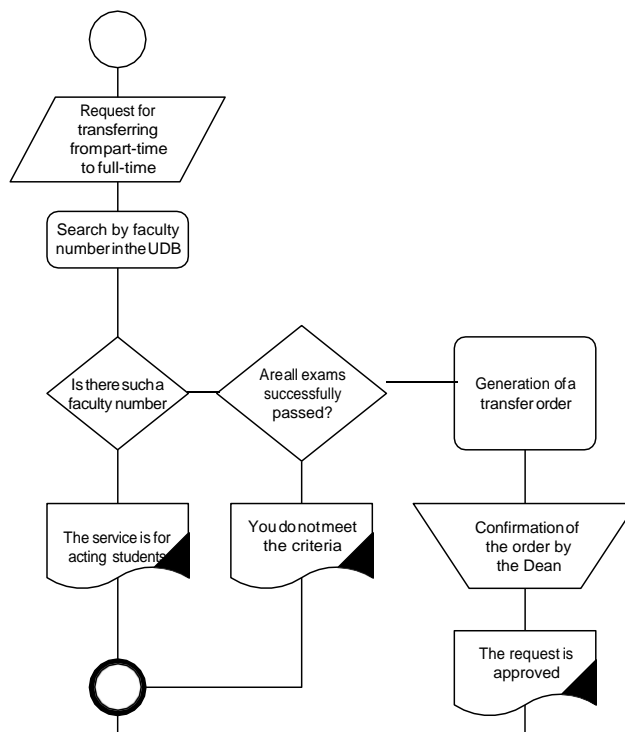 Request for
transferring
frompart-time
to full-time
Search by faculty
number in the UDB
Is there such a
faculty number
Are all exams
successfully
passed?
Generation of a
transfer order
The service is for
acting students
You do not meet
the criteria
Confirmation of
the order by
the Dean
The request is
approved